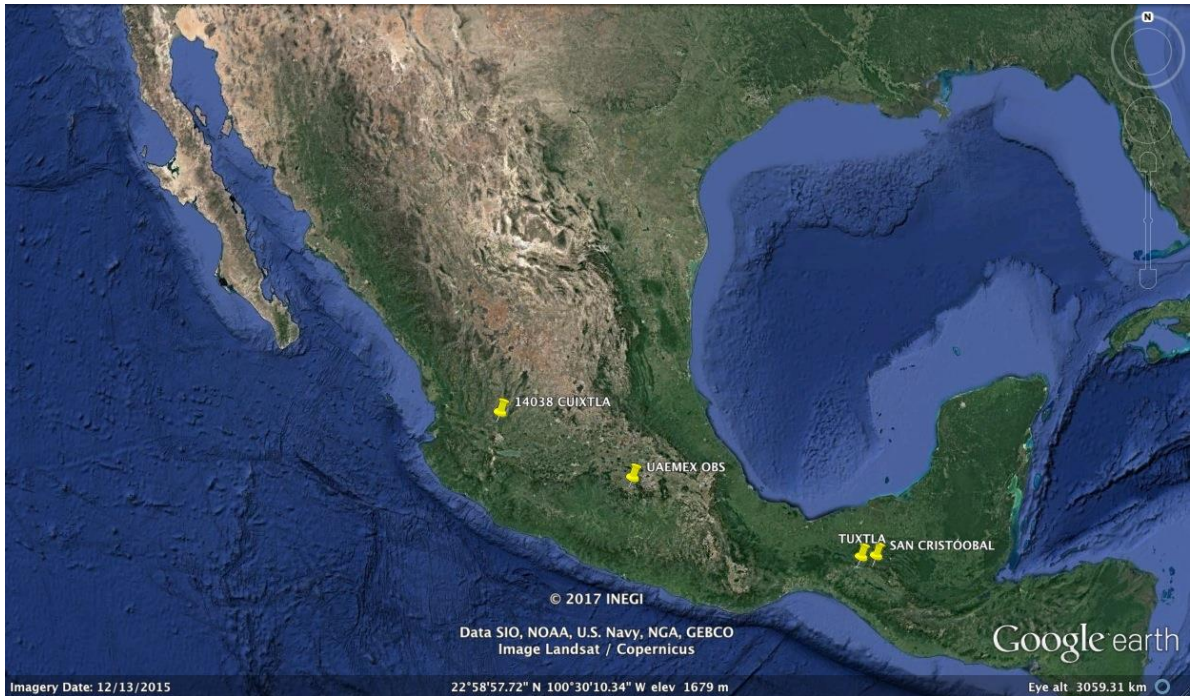 N
14038 CUIXTLA
UAEMEX OBS
TUXTLA
SAN CRISTÓOBAL
© 2017 INEGI
Data SIO, NOAA, U.S. Navy, NGA, GEBCO
Image Landsat / Copernicus
Google earth
Imagery Date: 12/13/2015
22°58'57.72" N 100°30'10.34" W elev 1679 m
Eye alt 3059.31 km